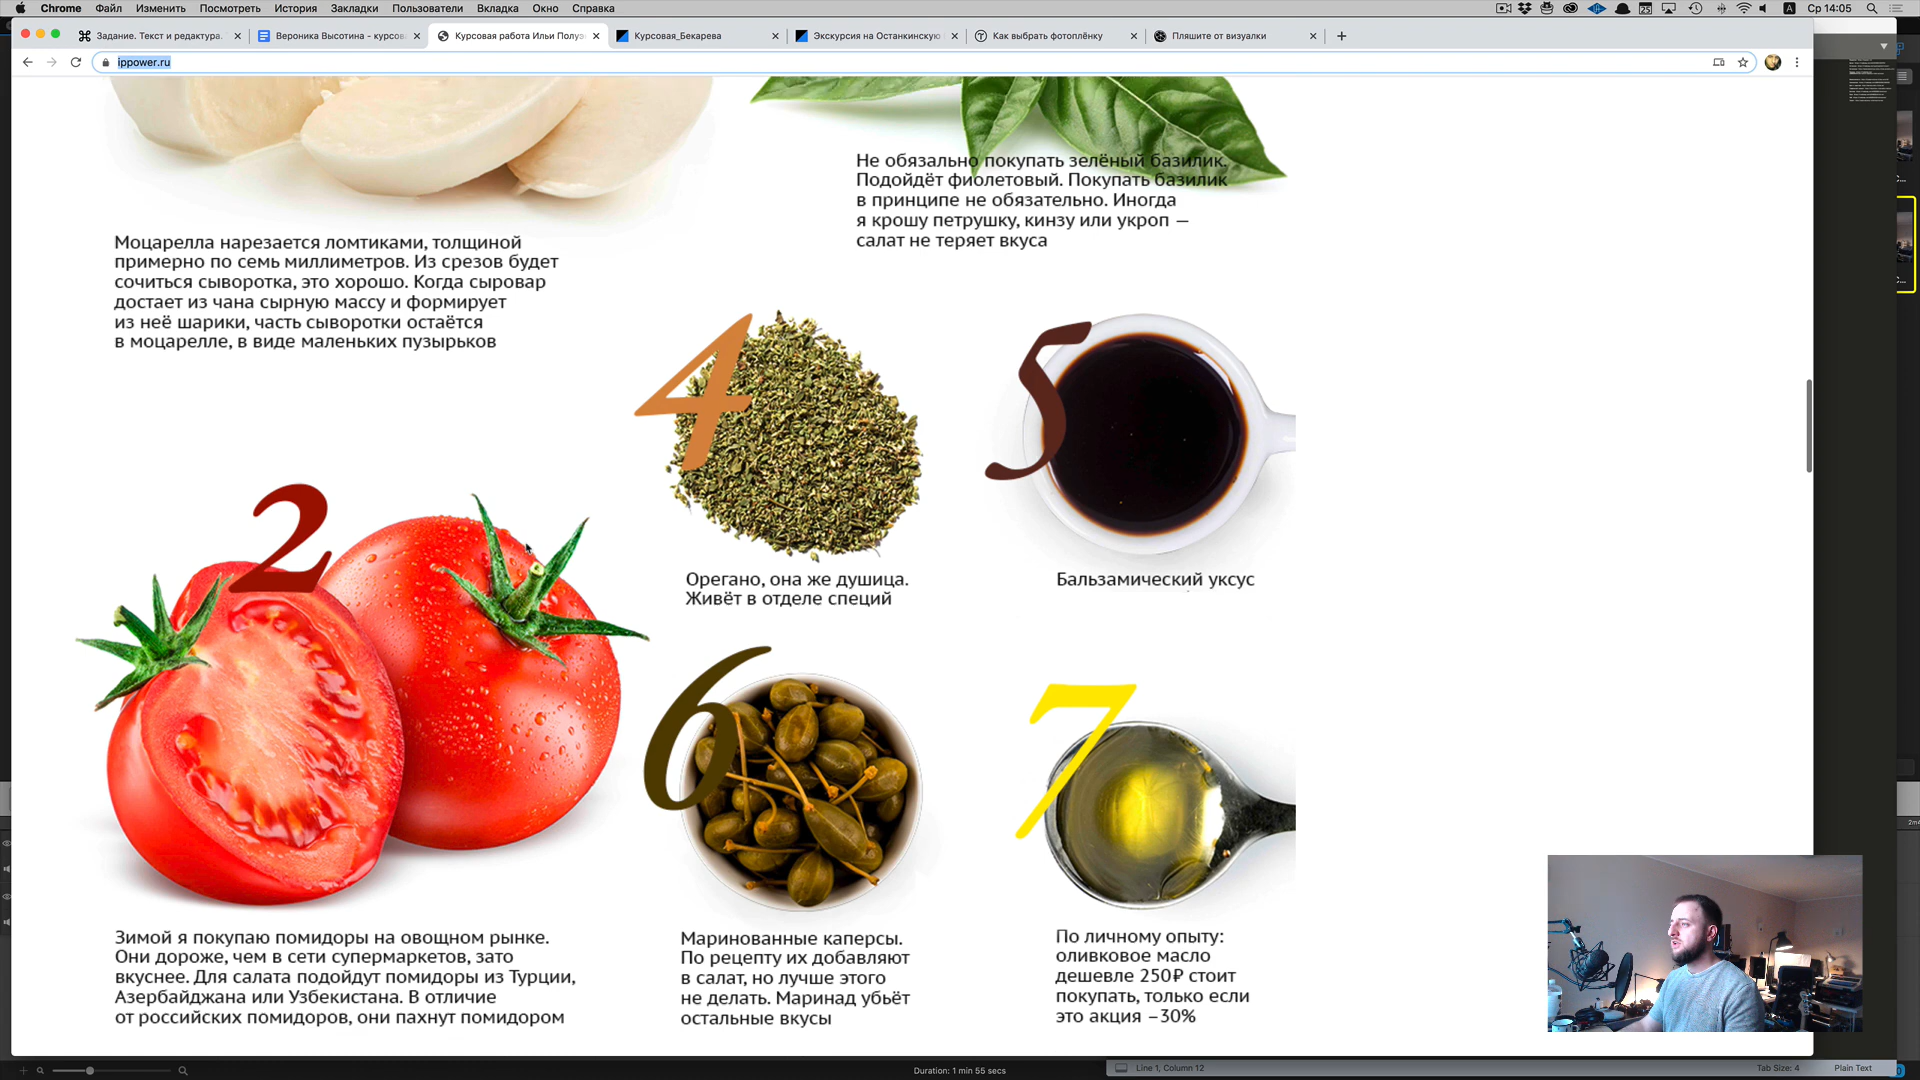 Chrome Файл Изменить Посмотреть История Закладки Пользователи Вкладка Окно Справка
25 A Ср 14:05
Задание. Текст и редактура.
Вероника Высотина - курсов
Курсовая работа Ильи Полуэ
Курсовая_Бекарева
Экскурсия на Останкинскую
Как выбрать фотоплёнку
Пляшите от визуалки
ippower.ru
Не обязально покупать зелёный базилик.
Подойдёт фиолетовый. Покупать базилик
в принципе не обязательно. Иногда
я крошу петрушку, кинзу или укроп —
салат не теряет вкуса
Моцарелла нарезается ломтиками, толщиной
примерно по семь миллиметров. Из срезов будет
сочиться сыворотка, это хорошо. Когда сыровар
достает из чана сырную массу и формирует
из неё шарики, часть сыворотки остаётся
в моцарелле, в виде маленьких пузырьков
4
5
Орегано, она же душица.
Живёт в отделе специй
Бальзамический уксус
2
6
7
Зимой я покупаю помидоры на овощном рынке.
Они дороже, чем в сети супермаркетов, зато
вкуснее. Для салата подойдут помидоры из Турции,
Азербайджана или Узбекистана. В отличие
от российских помидоров, они пахнут помидором
Маринованные каперсы.
По рецепту их добавляют
в салат, но лучше этого
не делать. Маринад убьёт
остальные вкусы
По личному опыту:
оливковое масло
дешевле 250₽ стоит
покупать, только если
это акция –30%
Duration: 1 min 55 secs
Line 1, Column 12
Tab Size: 4
Plain Text